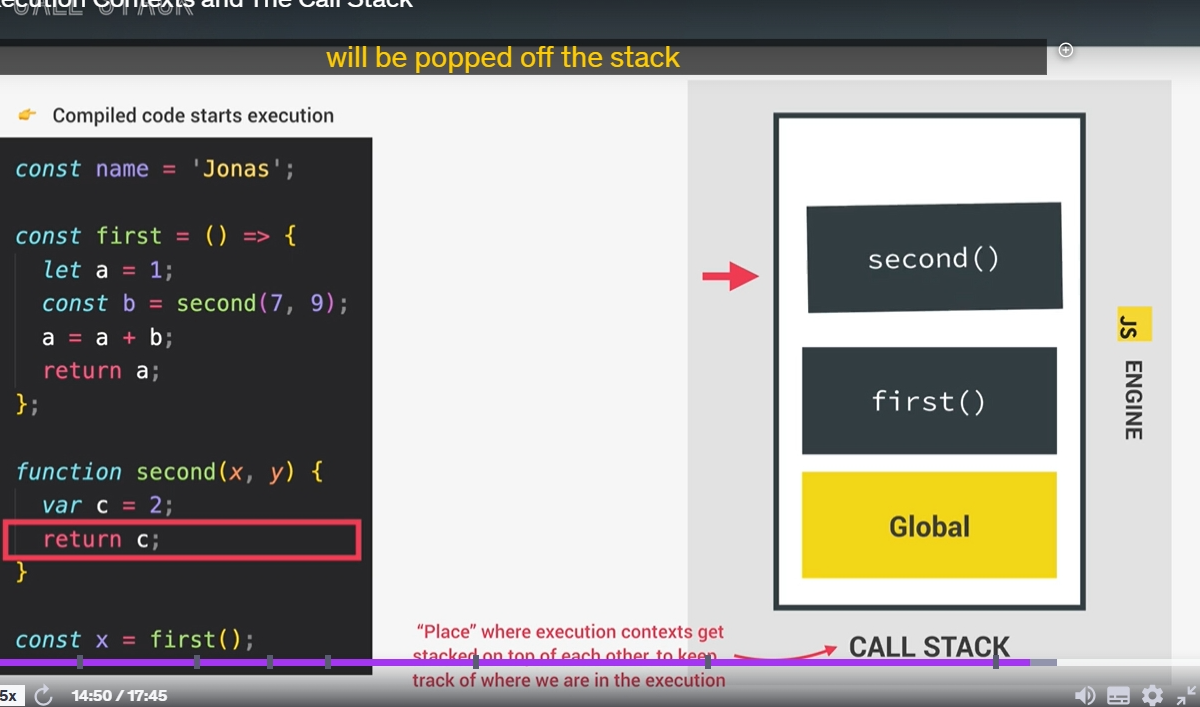 Execution Contexts and The Call Stack
CALL STACK
will be popped off the stack
👉 Compiled code starts execution
const name = 'Jonas';
const first = () => {
let a = 1;
const b = second(7, 9);
a = a + b;
return a;
};
function second(x, y) {
var c = 2;
return c;
}
const x = first();
second()
first()
Global
JS ENGINE
“Place” where execution contexts get
stacked on top of each other, to keep
track of where we are in the execution
CALL STACK
5x
14:50 / 17:45